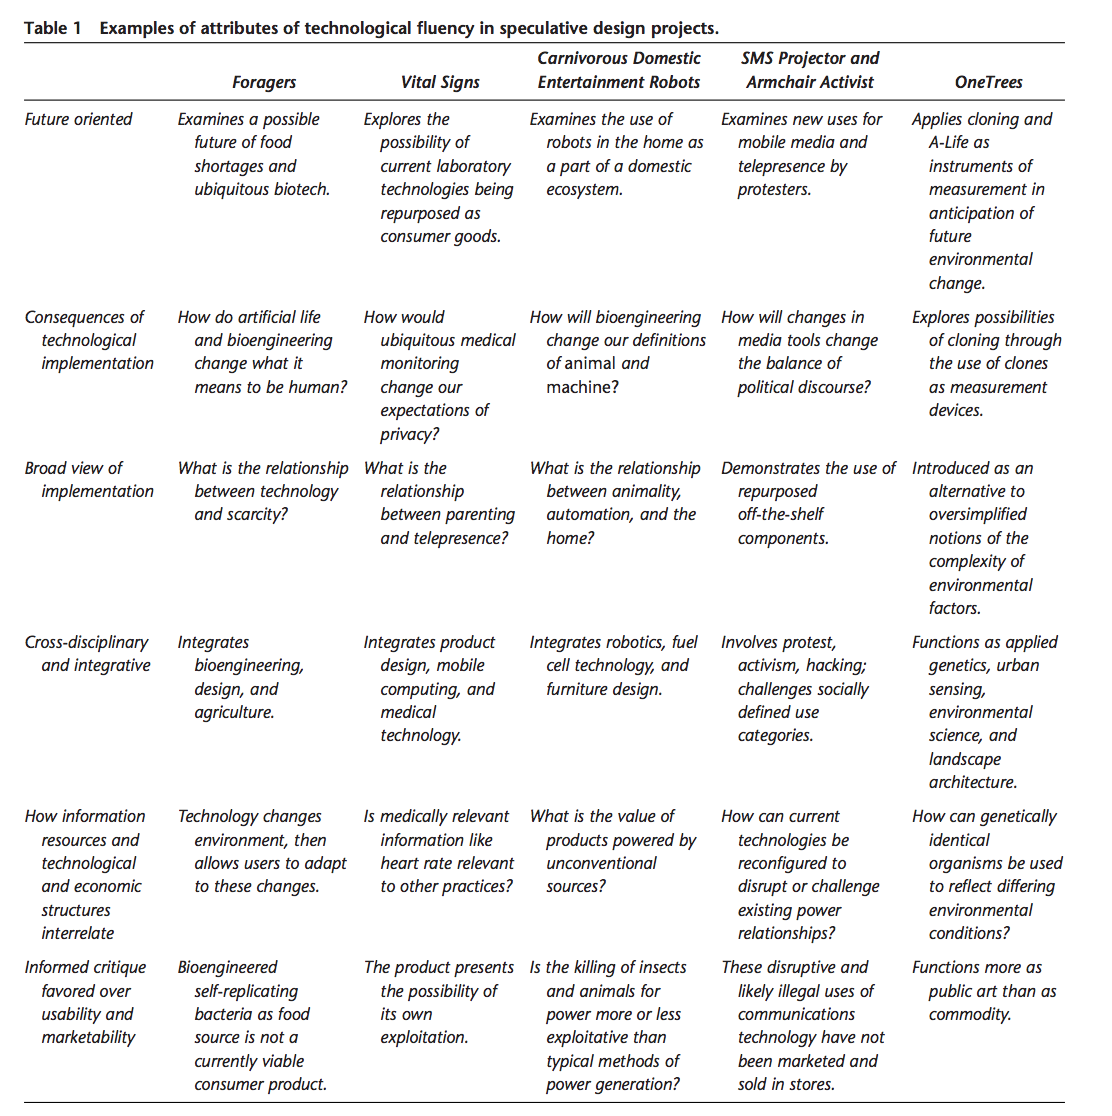 Table 1 Examples of attributes of technological fluency in speculative design projects.
Foragers
Vital Signs
Carnivorous Domestic
Entertainment Robots
SMS Projector and
Armchair Activist
OneTrees
Future oriented
Examines a possible
future of food
shortages and
ubiquitous biotech.
Explores the
possibility of
current laboratory
technologies being
repurposed as
consumer goods.
Examines the use of
robots in the home as
a part of a domestic
ecosystem.
Examines new uses for
mobile media and
telepresence by
protesters.
Applies cloning and
A-Life as
instruments of
measurement in
anticipation of
future
environmental
change.
Consequences of
technological
implementation
How do artificial life
and bioengineering
change what it
means to be human?
How would
ubiquitous medical
monitoring
change our
expectations of
privacy?
How will bioengineering
change our definitions
of animal and
machine?
How will changes in
media tools change
the balance of
political discourse?
Explores possibilities
of cloning through
the use of clones
as measurement
devices.
Broad view of
implementation
What is the relationship
between technology
and scarcity?
What is the
relationship
between parenting
and telepresence?
What is the relationship
between animality,
automation, and the
home?
Demonstrates the use of
repurposed
off-the-shelf
components.
Introduced as an
alternative to
oversimplified
notions of the
complexity of
environmental
factors.
Cross-disciplinary
and integrative
Integrates
bioengineering,
design, and
agriculture.
Integrates product
design, mobile
computing, and
medical
technology.
Integrates robotics, fuel
cell technology, and
furniture design.
Involves protest,
activism, hacking;
challenges socially
defined use
categories.
Functions as applied
genetics, urban
sensing,
environmental
science, and
landscape
architecture.
How information
resources and
technological
and economic
structures
interrelate
Technology changes
environment, then
allows users to adapt
to these changes.
Is medically relevant
information like
heart rate relevant
to other practices?
What is the value of
products powered by
unconventional
sources?
How can current
technologies be
reconfigured to
disrupt or challenge
existing power
relationships?
How can genetically
identical
organisms be used
to reflect differing
environmental
conditions?
Informed critique
favored over
usability and
marketability
Bioengineered
self-replicating
bacteria as food
source is not a
currently viable
consumer product.
The product presents
the possibility of
its own
exploitation.
Is the killing of insects
and animals for
power more or less
exploitative than
typical methods of
power generation?
These disruptive and
likely illegal uses of
communications
technology have not
been marketed and
sold in stores.
Functions more as
public art than as
commodity.